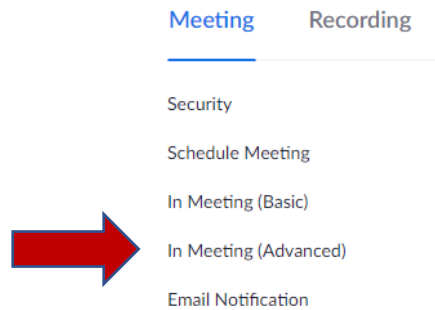 Meeting Recording
Security
Schedule Meeting
In Meeting (Basic)
In Meeting (Advanced)
Email Notification